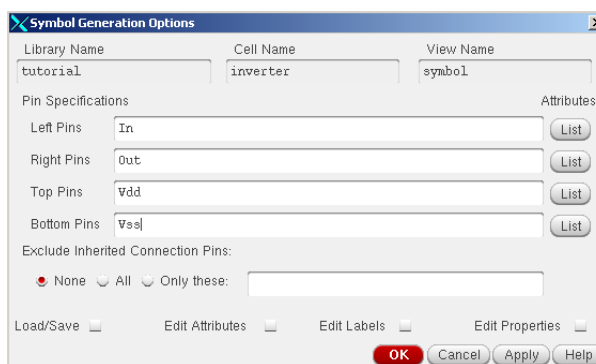 Symbol Generation Options
Library Name Cell Name View Name
tutorial inverter symbol
Pin Specifications Attributes
Left Pins In List
Right Pins Out List
Top Pins Vdd List
Bottom Pins Vss List
Exclude Inherited Connection Pins:
None All Only these:
Load/Save Edit Attributes Edit Labels Edit Properties
OK Cancel Apply Help